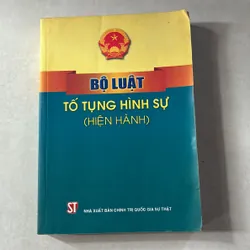 BỘ LUẬT
TỐ TỤNG HÌNH SỰ
(HIỆN HÀNH)
ST
NHÀ XUẤT BẢN CHÍNH TRỊ QUỐC GIA SỰ THẬT